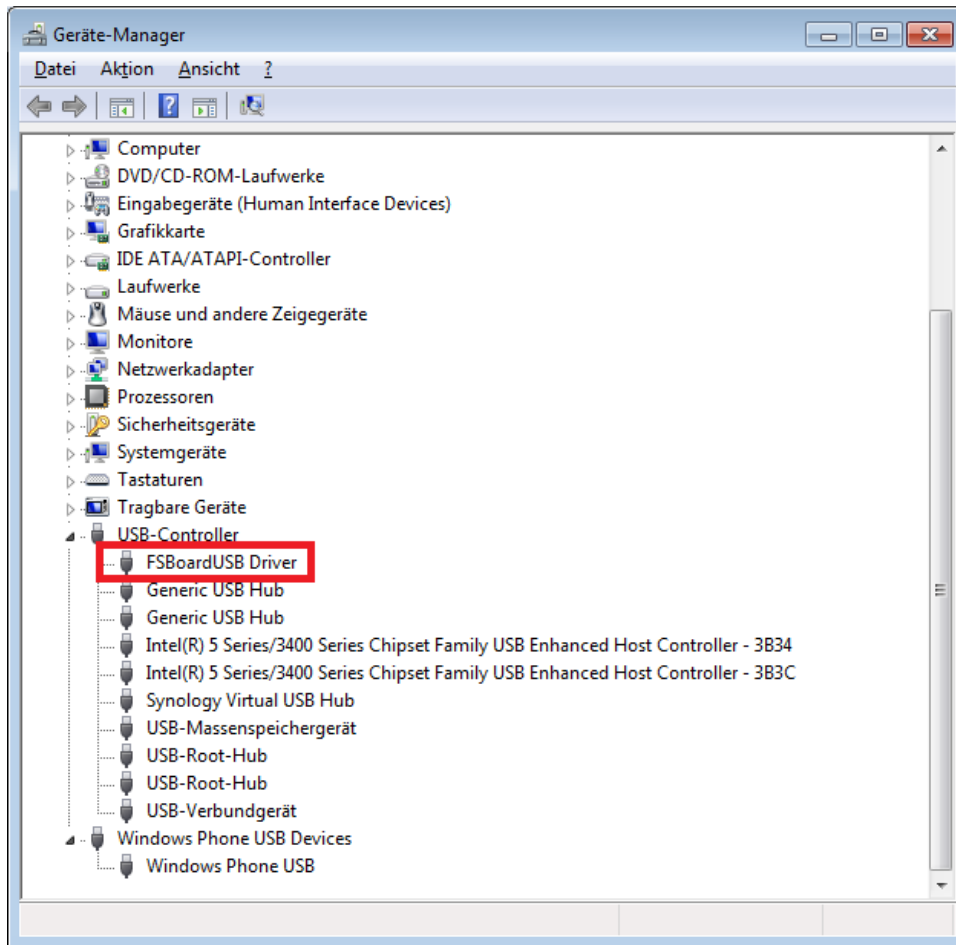 Geräte-Manager
Datei Aktion Ansicht ?
Computer
DVD/CD-ROM-Laufwerke
Eingabegeräte (Human Interface Devices)
Grafikkarte
IDE ATA/ATAPI-Controller
Laufwerke
Mäuse und andere Zeigegeräte
Monitore
Netzwerkadapter
Prozessoren
Sicherheitsgeräte
Systemgeräte
Tastaturen
Tragbare Geräte
USB-Controller
FSBoardUSB Driver
Generic USB Hub
Generic USB Hub
Intel(R) 5 Series/3400 Series Chipset Family USB Enhanced Host Controller - 3B34
Intel(R) 5 Series/3400 Series Chipset Family USB Enhanced Host Controller - 3B3C
Synology Virtual USB Hub
USB-Massenspeichergerät
USB-Root-Hub
USB-Root-Hub
USB-Verbundgerät
Windows Phone USB Devices
Windows Phone USB